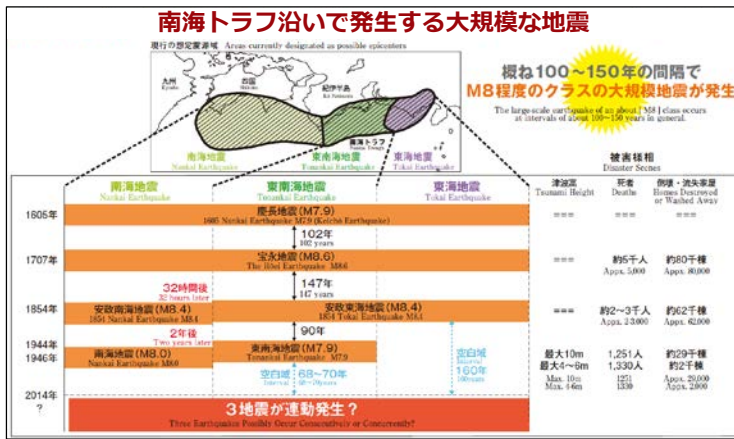 南海トラフ沿いで発生する大規模な地震
現行の想定震源域 Areas currently designated as possible epicenters
九州
Kyushu
四国
Shikoku
紀伊半島
Kii Peninsula
南海トラフ
Nankai Trough
南海地震
Nankai Earthquake
東南海地震
Tonankai Earthquake
東海地震
Tokai Earthquake
概ね100～150年の間隔で
M8程度のクラスの大規模地震が発生
The large-scale earthquake of an about「M8」class occurs
at intervals of about 100~150 years in general.
被害様相
Disaster Scenes
南海地震
Nankai Earthquake
東南海地震
Tonankai Earthquake
東海地震
Tokai Earthquake
津波高
Tsunami Height
死者
Deaths
倒壊・流失家屋
Homes Destroyed
or Washed Away
1605年
慶長地震(M7.9)
1605 Nankai Earthquake M7.9 (Keichō Earthquake)
=== === ===
102年
102 years
1707年
宝永地震(M8.6)
The Hōei Earthquake M8.6
===
約5千人
Appx. 5,000
約80千棟
Appx. 80,000
32時間後
32 hours later
147年
147 years
1854年
安政南海地震(M8.4)
1854 Nankai Earthquake M8.4
安政東海地震(M8.4)
1854 Tokai Earthquake M8.4
===
約2～3千人
Appx. 2-3,000
約62千棟
Appx. 62,000
2年後
Two years later
90年
1944年
1946年
南海地震(M8.0)
Nankai Earthquake M8.0
東南海地震(M7.9)
Tonankai Earthquake M7.9
最大10m 1,251人 約29千棟
最大4～6m 1,330人 約2千棟
Max. 10m 1251 Appx. 29,000
Max. 4-6m 1330 Appx. 2,000
空白域
Interval
68～70年
68~70years
空白域
Interval
160年
160years
2014年
?
3地震が連動発生？
Three Earthquakes Possibly Occur Consecutively or Concurrently?